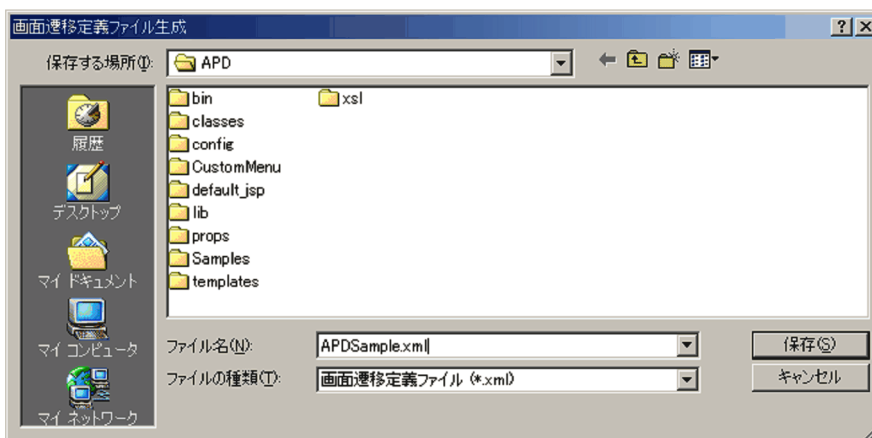 画面遷移定義ファイル生成
保存する場所(I):
APD
履歴
デスクトップ
マイ ドキュメント
マイ コンピュータ
マイ ネットワーク
bin
classes
config
CustomMenu
default_jsp
lib
props
Samples
templates
xsl
ファイル名(N):
APDSample.xml
保存(S)
ファイルの種類(T):
画面遷移定義ファイル (*.xml)
キャンセル